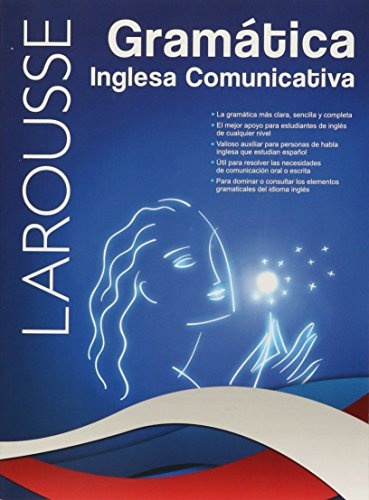 LAROUSSE
Gramática
Inglesa Comunicativa
• La gramática más clara, sencilla y completa
• El mejor apoyo para estudiantes de inglés
de cualquier nivel
• Valioso auxiliar para personas de habla
inglesa que estudian español
• Útil para resolver las necesidades
de comunicación oral o escrita
• Para dominar o consultar los elementos
gramaticales del idioma inglés